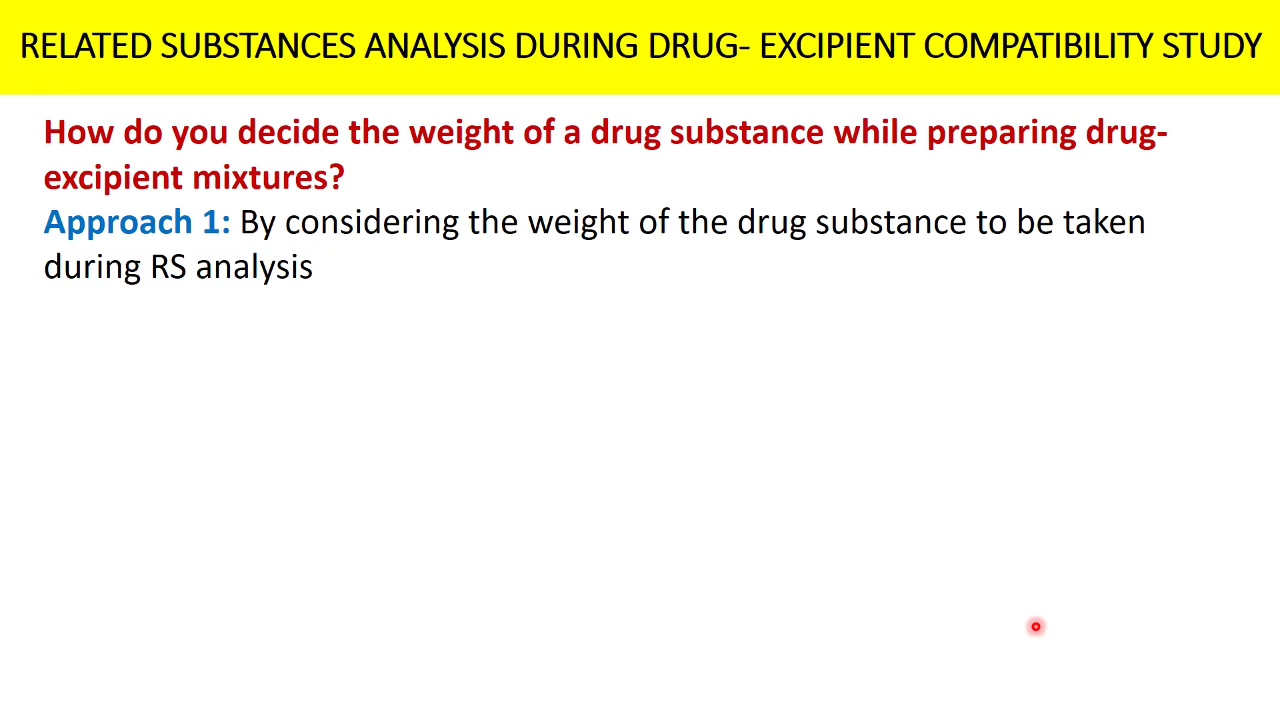 RELATED SUBSTANCES ANALYSIS DURING DRUG- EXCIPIENT COMPATIBILITY STUDY
How do you decide the weight of a drug substance while preparing drug-
excipient mixtures?
Approach 1: By considering the weight of the drug substance to be taken
during RS analysis